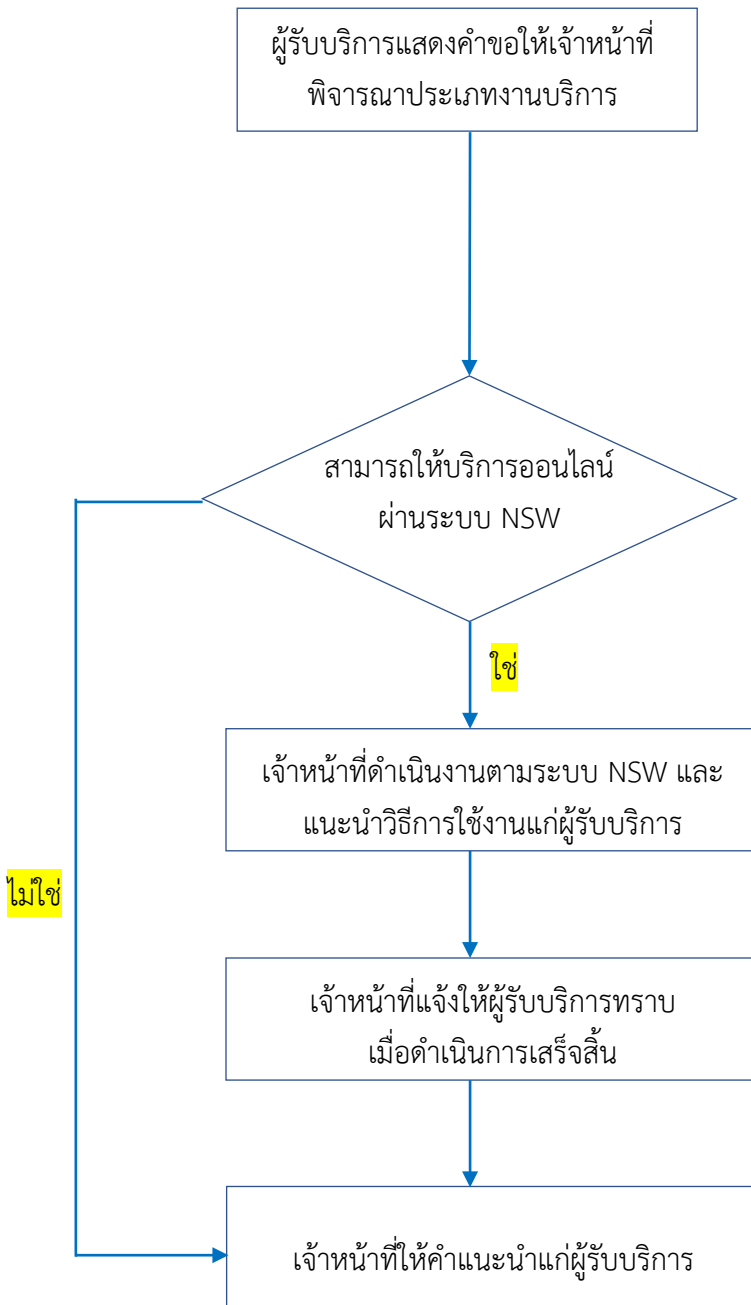 ผู้รับบริการแสดงคำขอให้เจ้าหน้าที่
พิจารณาประเภทงานบริการ
สามารถให้บริการออนไลน์
ผ่านระบบ NSW
ใช่
เจ้าหน้าที่ดำเนินงานตามระบบ NSW และ
แนะนำวิธีการใช้งานแก่ผู้รับบริการ
ไม่ใช่
เจ้าหน้าที่แจ้งให้ผู้รับบริการทราบ
เมื่อดำเนินการเสร็จสิ้น
เจ้าหน้าที่ให้คำแนะนำแก่ผู้รับบริการ